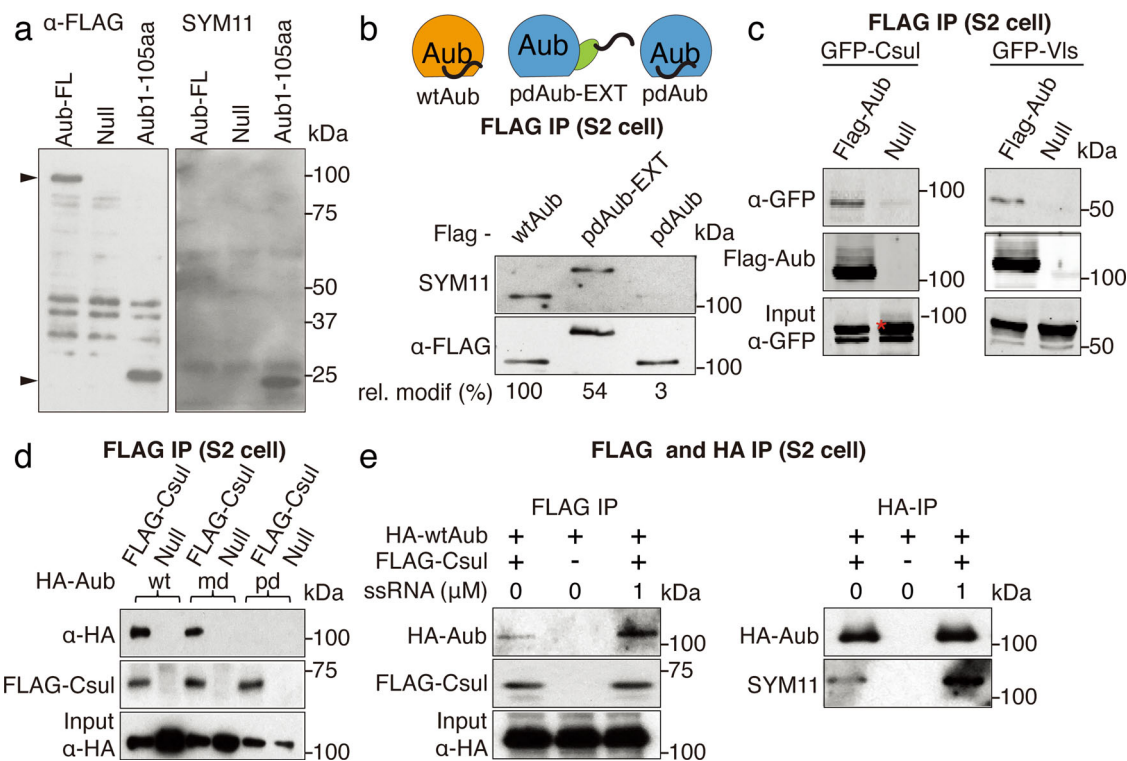 a
α-FLAG
SYM11
Aub-FL
Null
Aub1-105aa
Aub-FL
Null
Aub1-105aa
kDa
100
75
50
37
25
b
Aub
wtAub
Aub
pdAub-EXT
Aub
pdAub
FLAG IP (S2 cell)
Flag -
wtAub
pdAub-EXT
pdAub
kDa
SYM11
100
α-FLAG
100
rel. modif (%) 100 54 3
c
FLAG IP (S2 cell)
GFP-Csul
GFP-Vls
Flag-Aub
Null
Flag-Aub
Null
kDa
α-GFP
100
50
Flag-Aub
100
100
Input
α-GFP
*
100
50
d
FLAG IP (S2 cell)
FLAG-Csul
Null
FLAG-Csul
Null
FLAG-Csul
Null
HA-Aub wt md pd kDa
α-HA
100
FLAG-Csul
75
Input
α-HA
100
e
FLAG and HA IP (S2 cell)
FLAG IP
HA-wtAub + + +
FLAG-Csul + - +
ssRNA (μM) 0 0 1 kDa
HA-Aub
100
FLAG-Csul
75
Input
α-HA
100
HA-IP
+ + +
+ - +
0 0 1 kDa
HA-Aub
100
SYM11
100